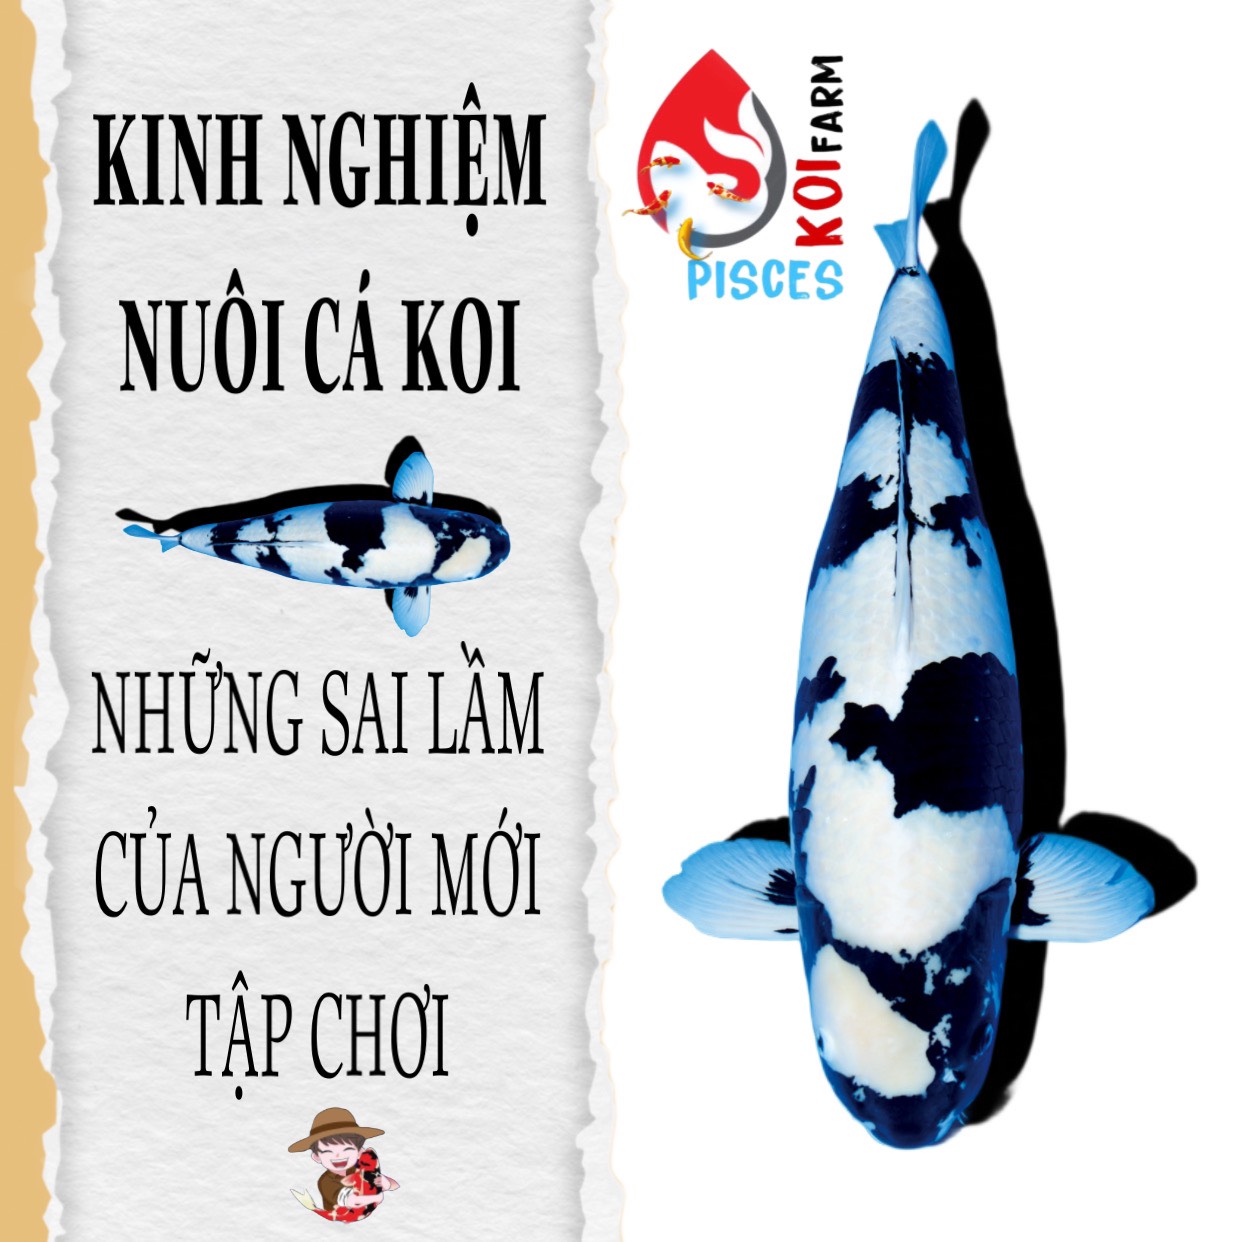 KINH NGHIỆM
NUÔI CÁ KOI
NHỮNG SAI LẦM
CỦA NGƯỜI MỚI
TẬP CHƠI
KOI FARM
PISCES